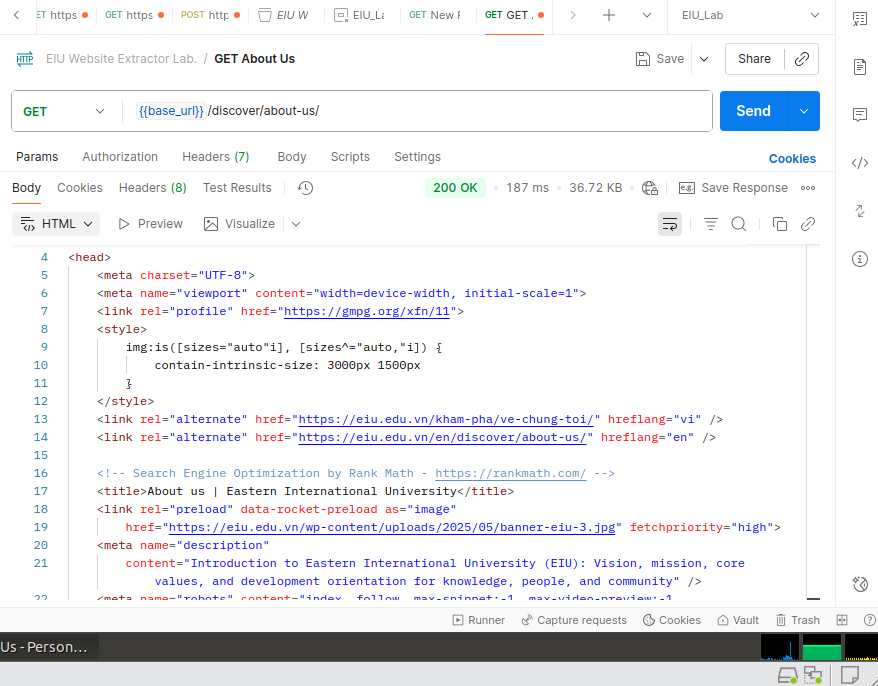 ET https
GET https
POST http
EIU W
EIU_La
GET New R
GET GET .
EIU_Lab
HTTP
EIU Website Extractor Lab. / GET About Us
Save
Share
GET
{{base_url}} /discover/about-us/
Send
Params Authorization Headers (7) Body Scripts Settings
Cookies
Body Cookies Headers (8) Test Results
200 OK • 187 ms • 36.72 KB •
e.g. Save Response
HTML
Preview
Visualize
4 <head>
5 <meta charset="UTF-8">
6 <meta name="viewport" content="width=device-width, initial-scale=1">
7 <link rel="profile" href="https://gmpg.org/xfn/11">
8 <style>
9 img:is([sizes="auto"i], [sizes^="auto,"i]) {
10 contain-intrinsic-size: 3000px 1500px
11 }
12 </style>
13 <link rel="alternate" href="https://eiu.edu.vn/kham-pha/ve-chung-toi/" hreflang="vi" />
14 <link rel="alternate" href="https://eiu.edu.vn/en/discover/about-us/" hreflang="en" />
15
16 <!-- Search Engine Optimization by Rank Math - https://rankmath.com/ -->
17 <title>About us | Eastern International University</title>
18 <link rel="preload" data-rocket-preload as="image"
19 href="https://eiu.edu.vn/wp-content/uploads/2025/05/banner-eiu-3.jpg" fetchpriority="high">
20 <meta name="description"
21 content="Introduction to Eastern International University (EIU): Vision, mission, core
values, and development orientation for knowledge, people, and community" />
22 <meta name="robots" content="index, follow, max-snippet:-1, max-video-preview:-1,
Runner
Capture requests
Cookies
Vault
Trash
Us - Person...